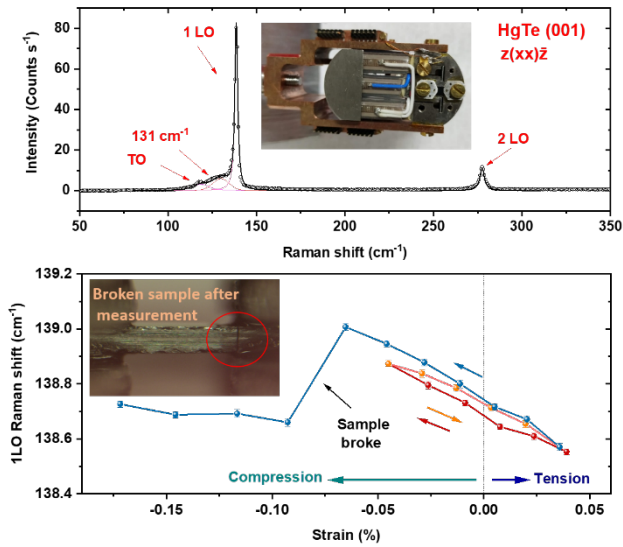 80
60
40
20
0
Intensity (Counts s⁻¹)
1 LO
131 cm⁻¹
TO
HgTe (001)
z(xx)z̄
2 LO
50 100 150 200 250 300 350
Raman shift (cm⁻¹)
139.2
139.0
138.8
138.6
138.4
1LO Raman shift (cm⁻¹)
Broken sample after
measurement
Sample
broke
Compression
Tension
-0.15 -0.10 -0.05 0.00 0.05
Strain (%)